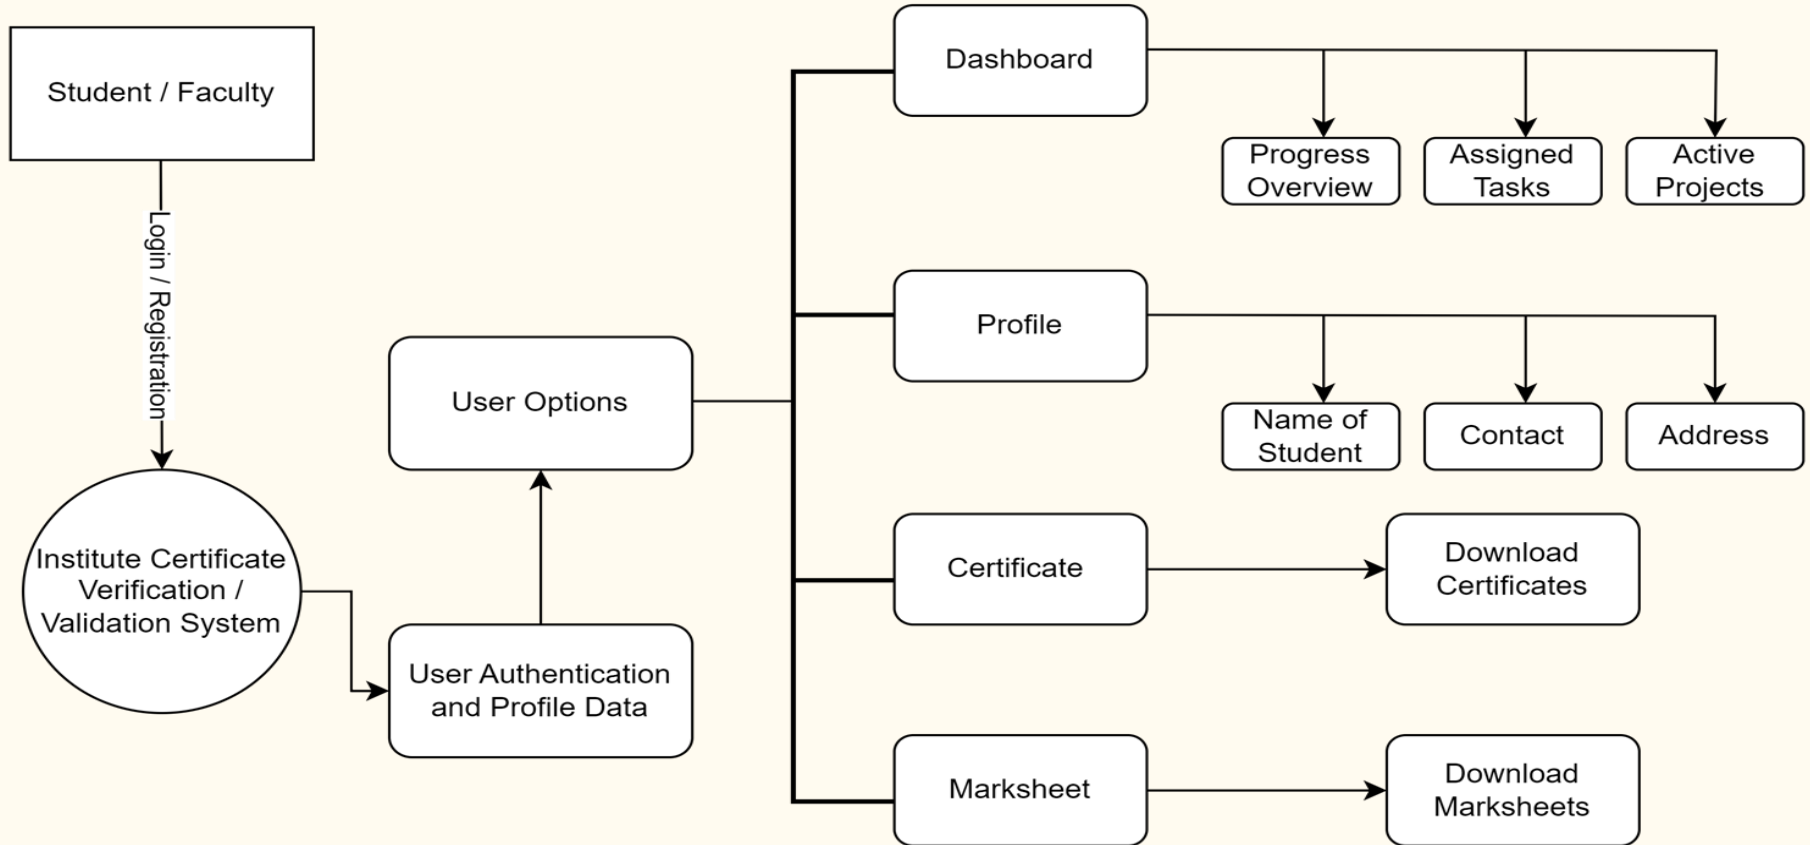 Student / Faculty
Login / Registration
Institute Certificate
Verification /
Validation System
User Authentication
and Profile Data
User Options
Dashboard
Progress
Overview
Assigned
Tasks
Active
Projects
Profile
Name of
Student
Contact
Address
Certificate
Download
Certificates
Marksheet
Download
Marksheets